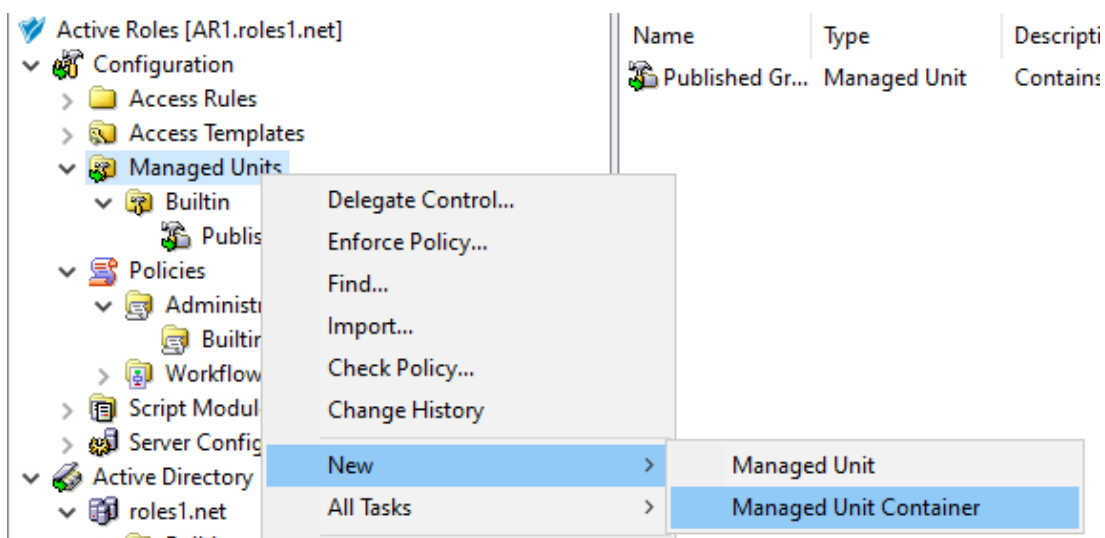 Active Roles [AR1.roles1.net]
Configuration
Access Rules
Access Templates
Managed Units
Builtin
Publis
Policies
Administ
Builtir
Workflow
Script Modul
Server Config
Active Directory
roles1.net
Name Type Descripti
Published Gr... Managed Unit Contains
Delegate Control...
Enforce Policy...
Find...
Import...
Check Policy...
Change History
New
All Tasks
Managed Unit
Managed Unit Container